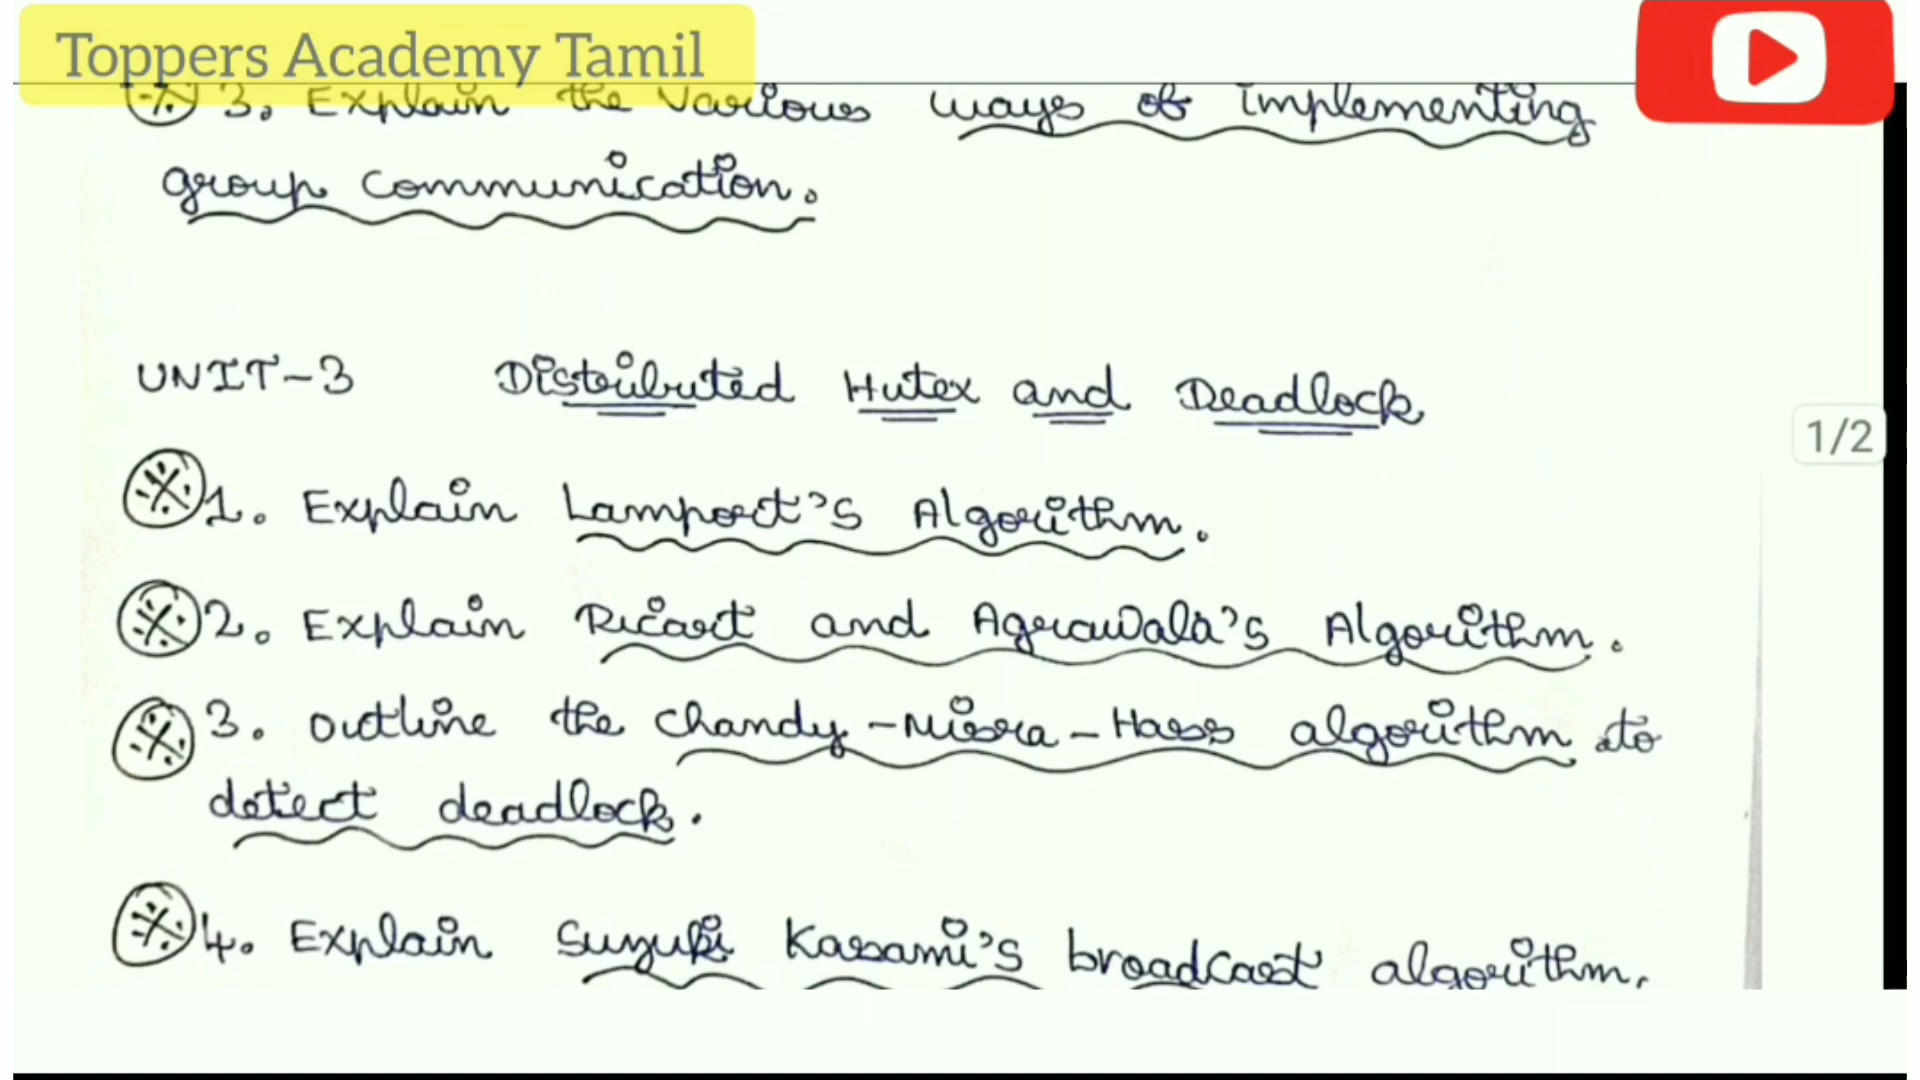 Toppers Academy Tamil
3. Explain the various ways of implementing
group communication.
UNIT-3 Distributed Mutex and Deadlock
1. Explain Lamport's Algorithm.
2. Explain Ricart and Agrawala's Algorithm.
3. Outline the Chandy-Misra-Hass algorithm to
detect deadlock.
4. Explain Suzuki Kasami's broadcast algorithm.
1/2